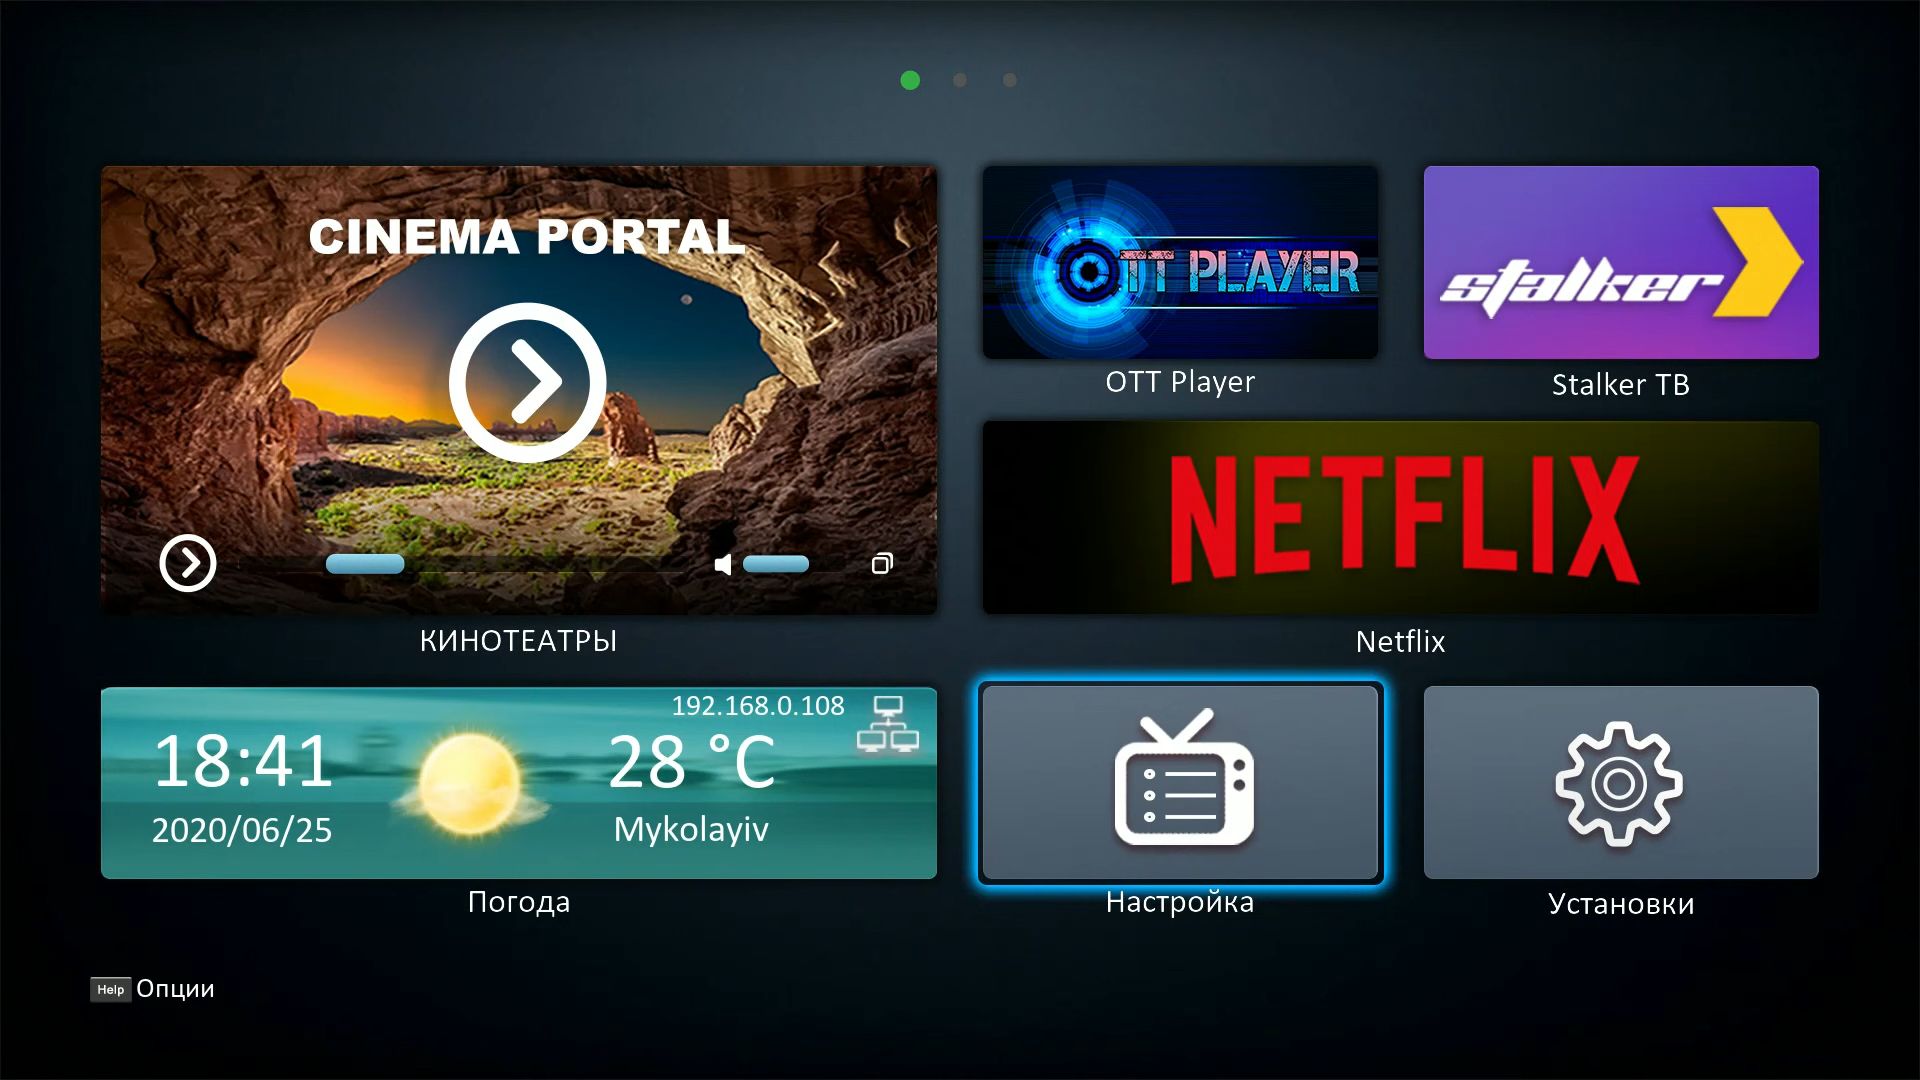 CINEMA PORTAL
КИНОТЕАТРЫ
OTT PLAYER
OTT Player
stalker
Stalker ТВ
NETFLIX
Netflix
192.168.0.108
18:41
28 °C
2020/06/25
Mykolayiv
Погода
Настройка
Установки
Help Опции